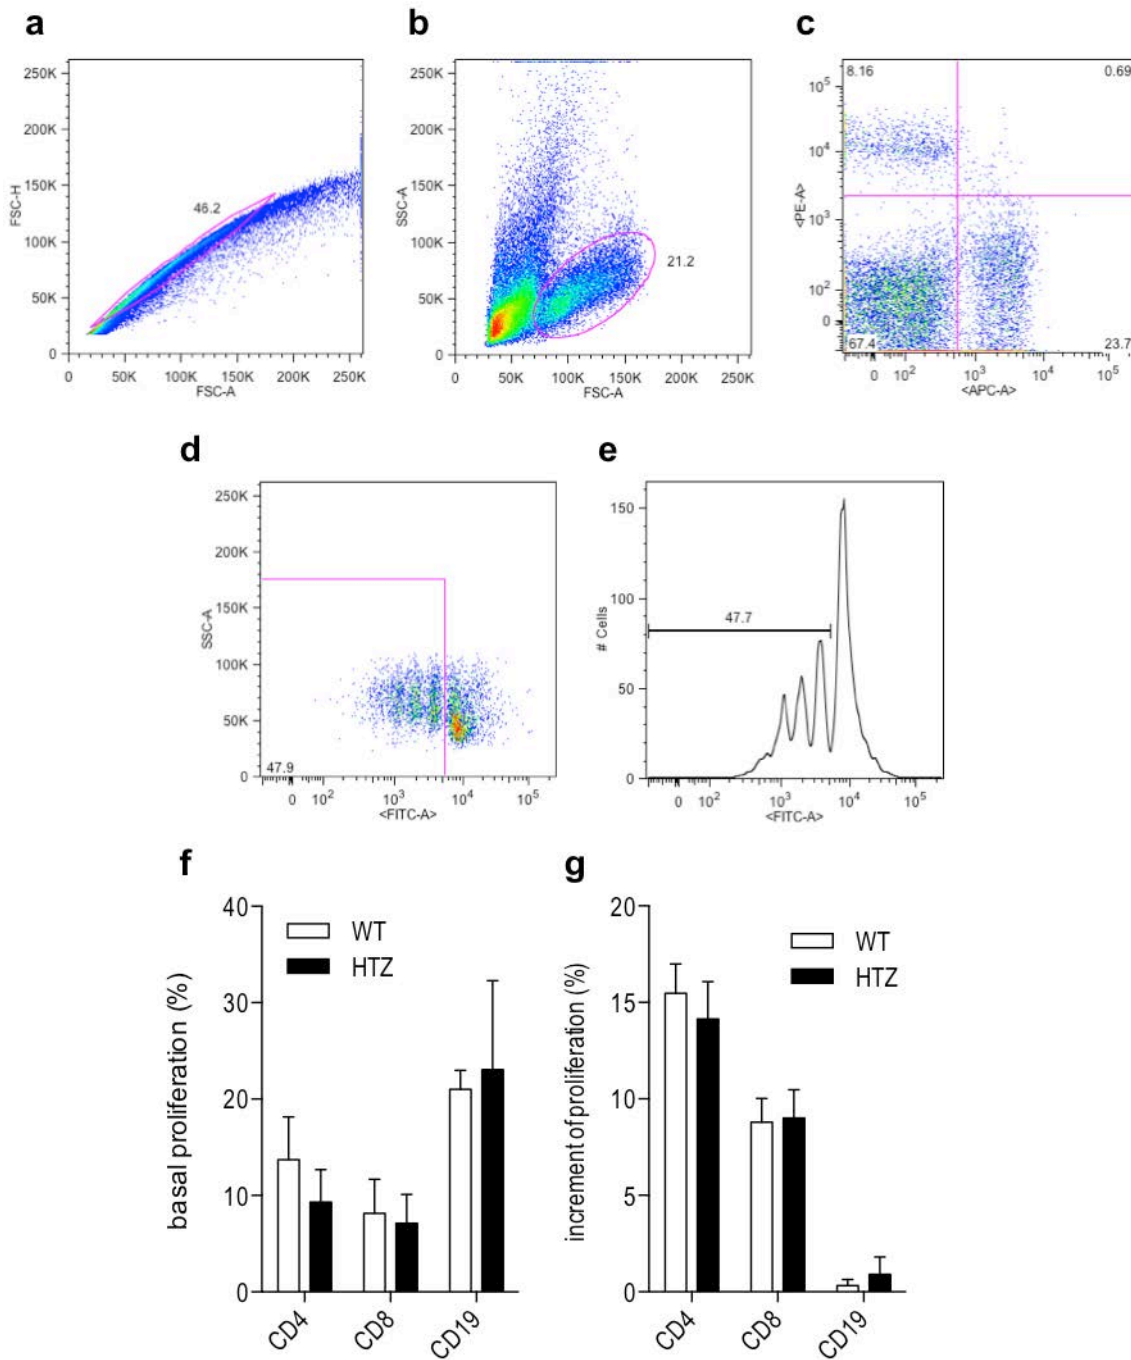 a
250K
200K
150K
100K
50K
0
FSC-H
46.2
0 50K 100K 150K 200K 250K
FSC-A
b
250K
200K
150K
100K
50K
0
SSC-A
21.2
0 50K 100K 150K 200K 250K
FSC-A
c
8.16 0.69
10^5
10^4
10^3
10^2
0
<PE-A>
67.4 23.7
0 10^2 10^3 10^4 10^5
<APC-A>
d
250K
200K
150K
100K
50K
0
SSC-A
47.9
0 10^2 10^3 10^4 10^5
<FITC-A>
e
150
100
50
0
# Cells
47.7
0 10^2 10^3 10^4 10^5
<FITC-A>
f
40
30
20
10
0
basal proliferation (%)
WT
HTZ
CD4 CD8 CD19
g
20
15
10
5
0
increment of proliferation (%)
WT
HTZ
CD4 CD8 CD19